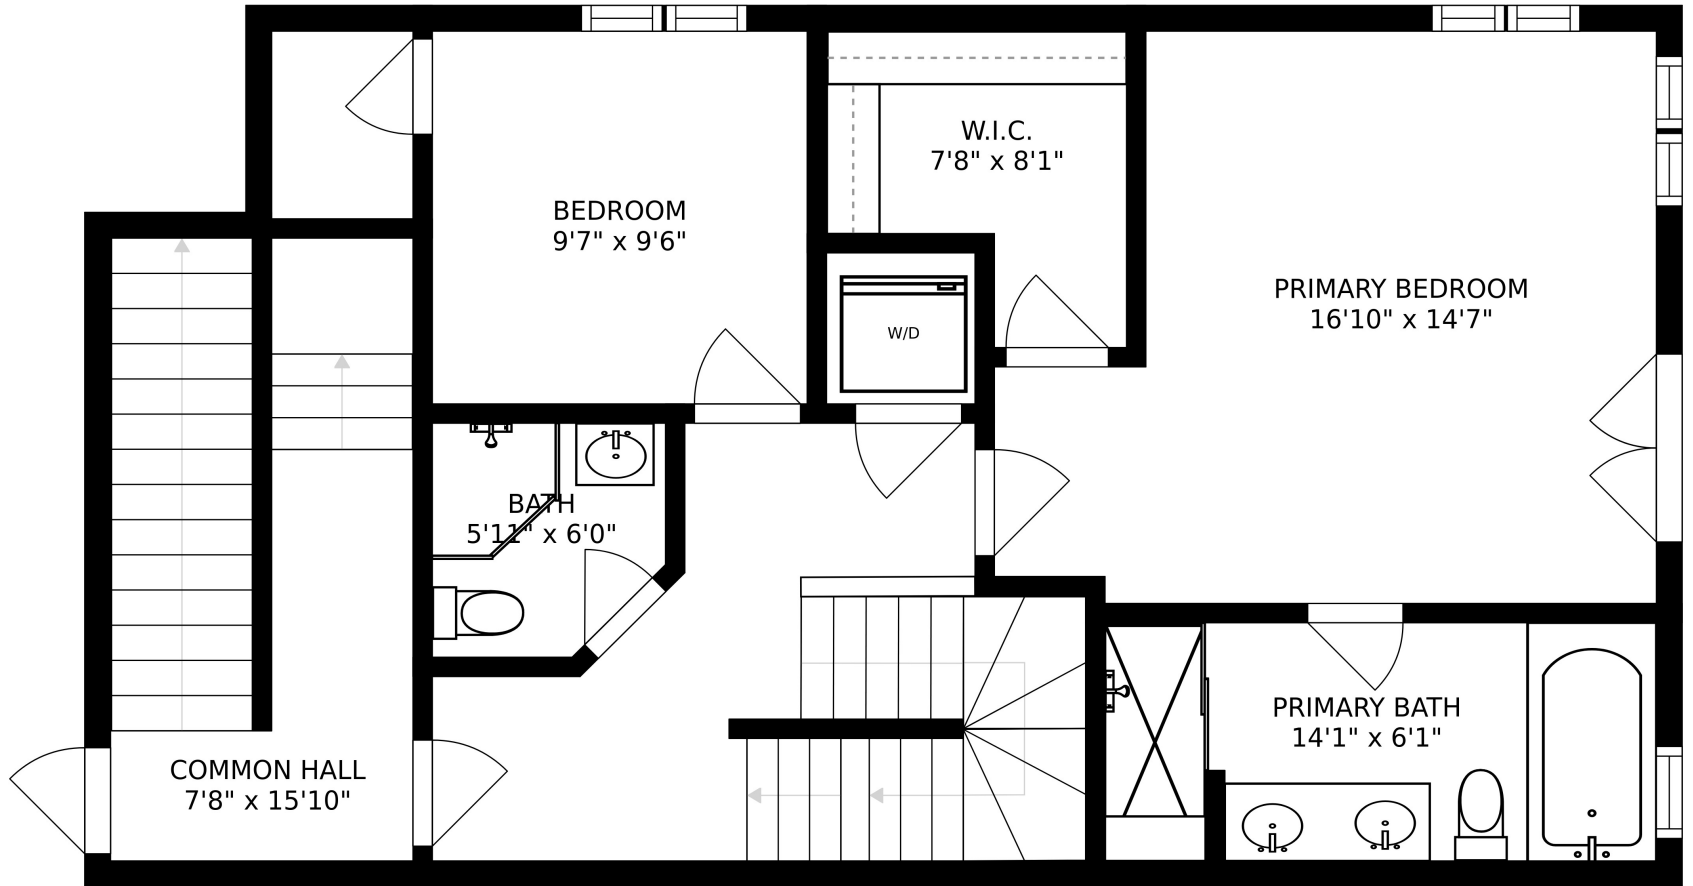 W.I.C.
7'8" x 8'1"
BEDROOM
9'7" x 9'6"
PRIMARY BEDROOM
16'10" x 14'7"
W/D
BATH
5'11" x 6'0"
PRIMARY BATH
14'1" x 6'1"
COMMON HALL
7'8" x 15'10"